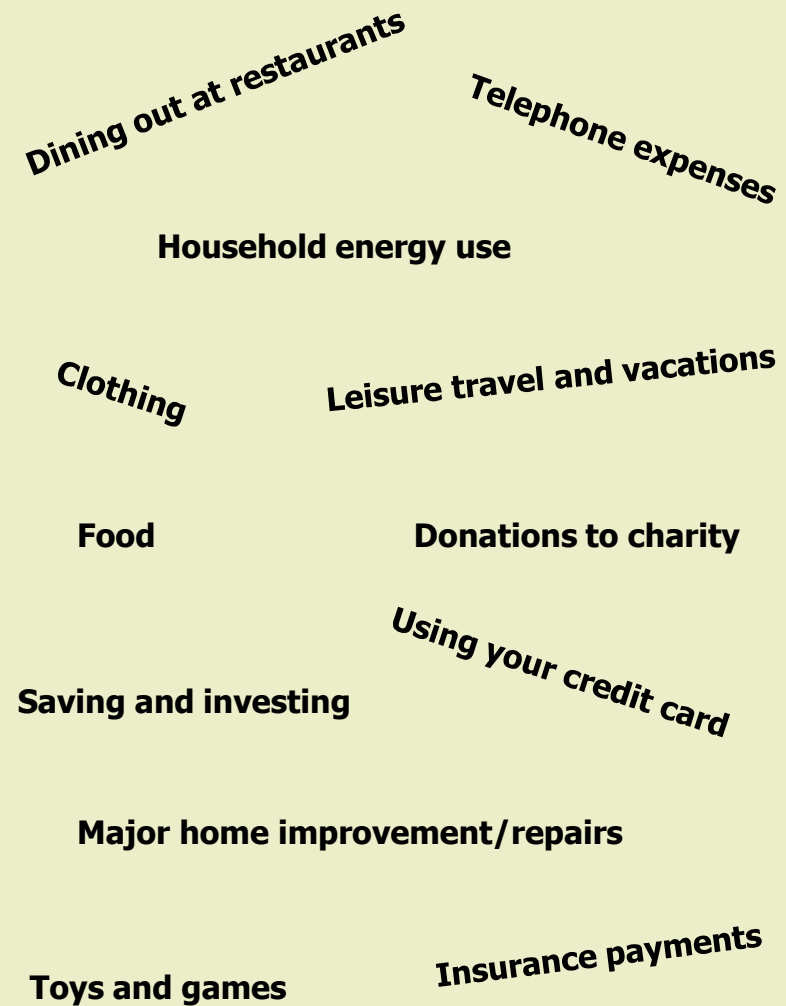 Dining out at restaurants
Telephone expenses
Household energy use
Clothing
Leisure travel and vacations
Food
Donations to charity
Using your credit card
Saving and investing
Major home improvement/repairs
Toys and games
Insurance payments